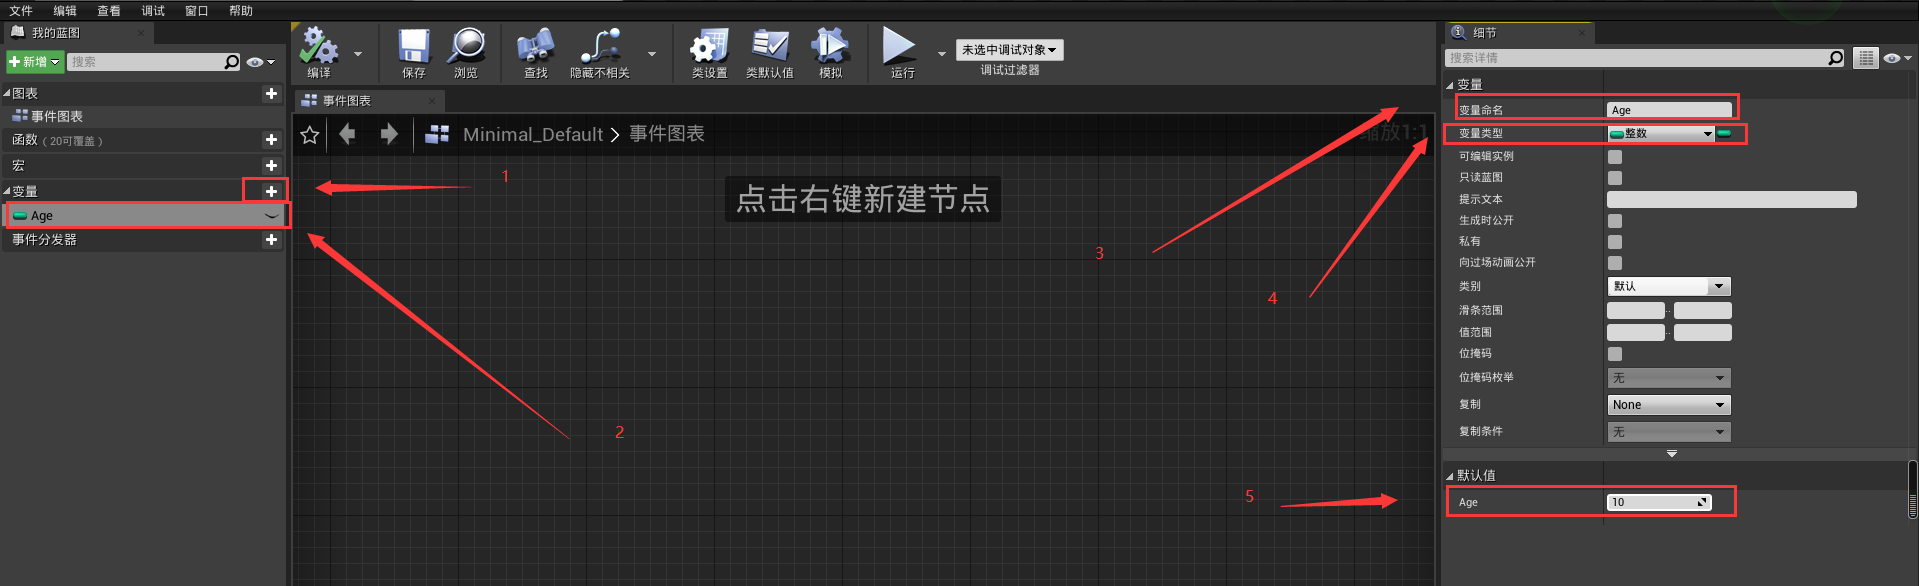 文件 编辑 查看 调试 窗口 帮助
我的蓝图
新增 搜索
图表
事件图表
函数 (20可覆盖)
宏
变量
Age
事件分发器
编译 保存 浏览 查找 隐藏不相关 类设置 类默认值 模拟 运行
未选中调试对象
调试过滤器
事件图表
Minimal_Default > 事件图表
缩放1:1
点击右键新建节点
1
2
3
4
5
细节
搜索详情
变量
变量命名 Age
变量类型 整数
可编辑实例
只读蓝图
提示文本
生成时公开
私有
向过场动画公开
类别 默认
滑条范围 ..
值范围 ..
位掩码
位掩码枚举 无
复制 None
复制条件 无
默认值
Age 10